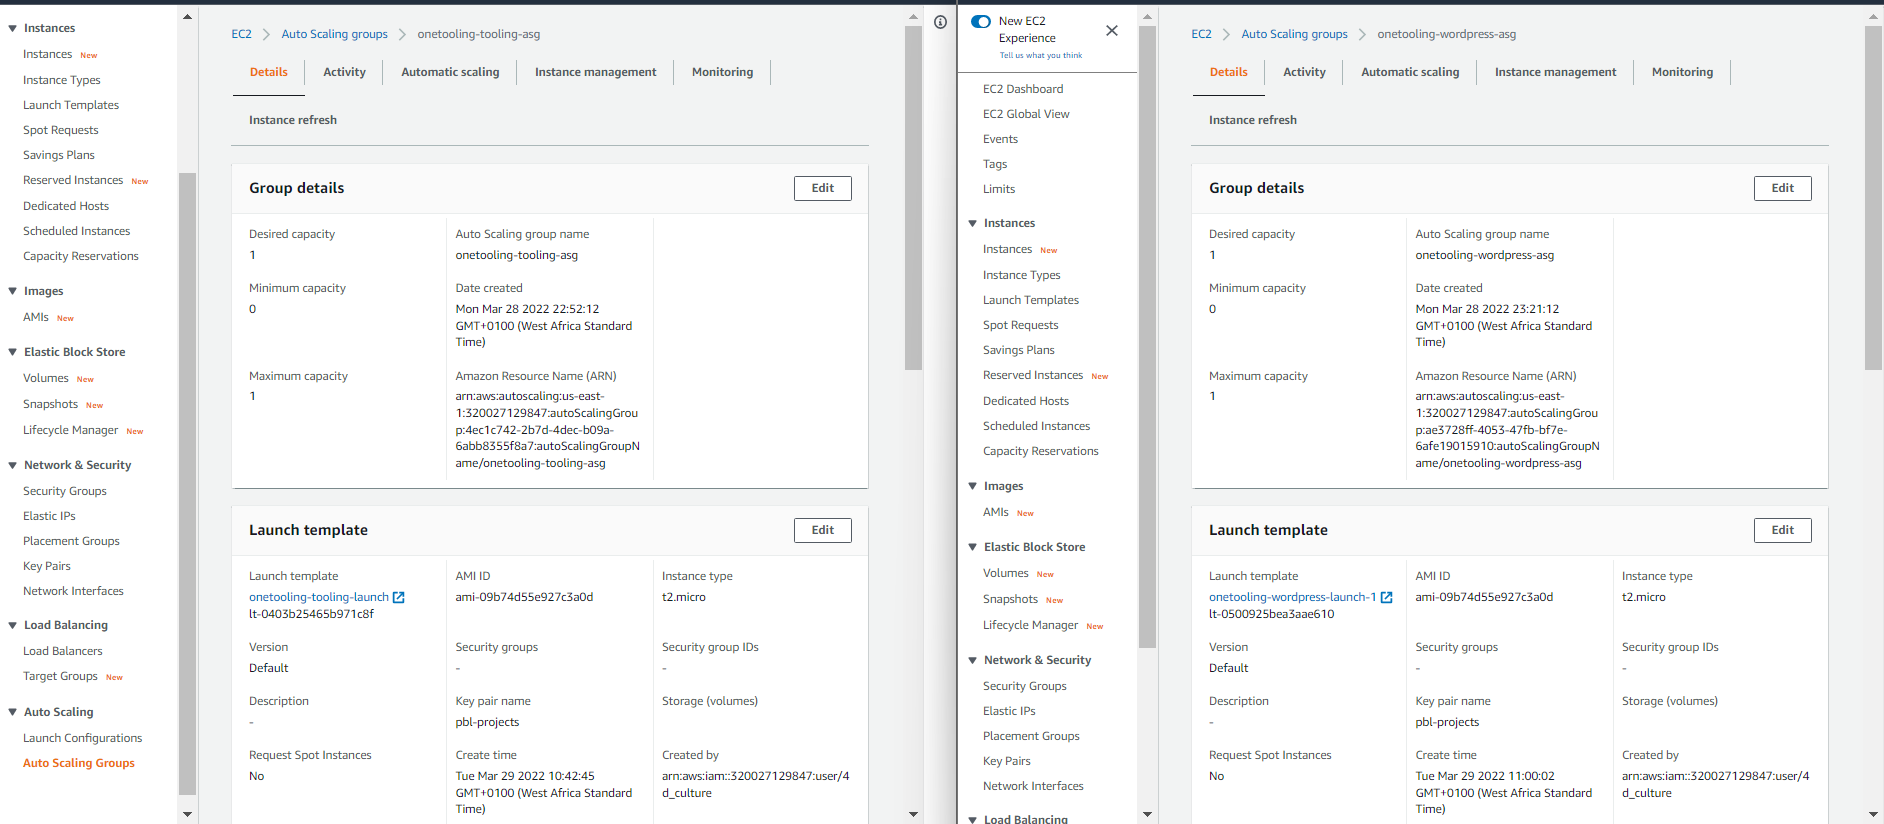 Instances
Instances New
Instance Types
Launch Templates
Spot Requests
Savings Plans
Reserved Instances New
Dedicated Hosts
Scheduled Instances
Capacity Reservations
Images
AMIs New
Elastic Block Store
Volumes New
Snapshots New
Lifecycle Manager New
Network & Security
Security Groups
Elastic IPs
Placement Groups
Key Pairs
Network Interfaces
Load Balancing
Load Balancers
Target Groups New
Auto Scaling
Launch Configurations
Auto Scaling Groups
EC2 Auto Scaling groups onetooling-tooling-asg
Details Activity Automatic scaling Instance management Monitoring
Instance refresh
Group details Edit
Desired capacity
1
Minimum capacity
0
Maximum capacity
1
Auto Scaling group name
onetooling-tooling-asg
Date created
Mon Mar 28 2022 22:52:12
GMT+0100 (West Africa Standard
Time)
Amazon Resource Name (ARN)
arn:aws:autoscaling:us-east-
1:320027129847:autoScalingGrou
p:4ec1c742-2b7d-4dec-b09a-
6abb8355f8a7:autoScalingGroupN
ame/onetooling-tooling-asg
Launch template Edit
Launch template
onetooling-tooling-launch
lt-0403b25465b971c8f
Version
Default
Description
-
Request Spot Instances
No
AMI ID
ami-09b74d55e927c3a0d
Security groups
-
Key pair name
pbl-projects
Create time
Tue Mar 29 2022 10:42:45
GMT+0100 (West Africa Standard
Time)
Instance type
t2.micro
Security group IDs
-
Storage (volumes)
Created by
arn:aws:iam::320027129847:user/4
d_culture
New EC2
Experience
Tell us what you think
EC2 Dashboard
EC2 Global View
Events
Tags
Limits
Instances
Instances New
Instance Types
Launch Templates
Spot Requests
Savings Plans
Reserved Instances New
Dedicated Hosts
Scheduled Instances
Capacity Reservations
Images
AMIs New
Elastic Block Store
Volumes New
Snapshots New
Lifecycle Manager New
Network & Security
Security Groups
Elastic IPs
Placement Groups
Key Pairs
Network Interfaces
Load Balancing
EC2 Auto Scaling groups onetooling-wordpress-asg
Details Activity Automatic scaling Instance management Monitoring
Instance refresh
Group details Edit
Desired capacity
1
Minimum capacity
0
Maximum capacity
1
Auto Scaling group name
onetooling-wordpress-asg
Date created
Mon Mar 28 2022 23:21:12
GMT+0100 (West Africa Standard
Time)
Amazon Resource Name (ARN)
arn:aws:autoscaling:us-east-
1:320027129847:autoScalingGrou
p:ae3728ff-4053-47fb-bf7e-
6afe19015910:autoScalingGroupN
ame/onetooling-wordpress-asg
Launch template Edit
Launch template
onetooling-wordpress-launch-1
lt-0500925bea3aae610
Version
Default
Description
-
Request Spot Instances
No
AMI ID
ami-09b74d55e927c3a0d
Security groups
-
Key pair name
pbl-projects
Create time
Tue Mar 29 2022 11:00:02
GMT+0100 (West Africa Standard
Time)
Instance type
t2.micro
Security group IDs
-
Storage (volumes)
Created by
arn:aws:iam::320027129847:user/4
d_culture